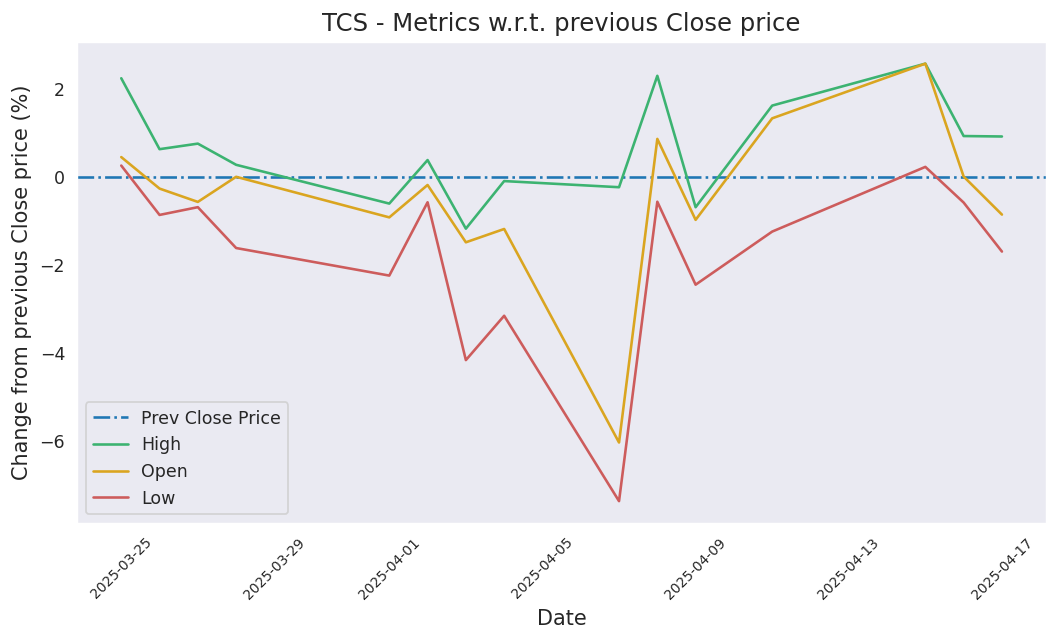 TCS - Metrics w.r.t. previous Close price
Change from previous Close price (%)
2
0
−2
−4
−6
Prev Close Price
High
Open
Low
2025-03-25
2025-03-29
2025-04-01
2025-04-05
2025-04-09
2025-04-13
2025-04-17
Date